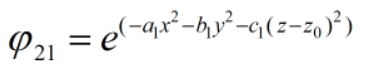 φ₂₁ = e^(-a₁x²-b₁y²-c₁(z-z₀)²)